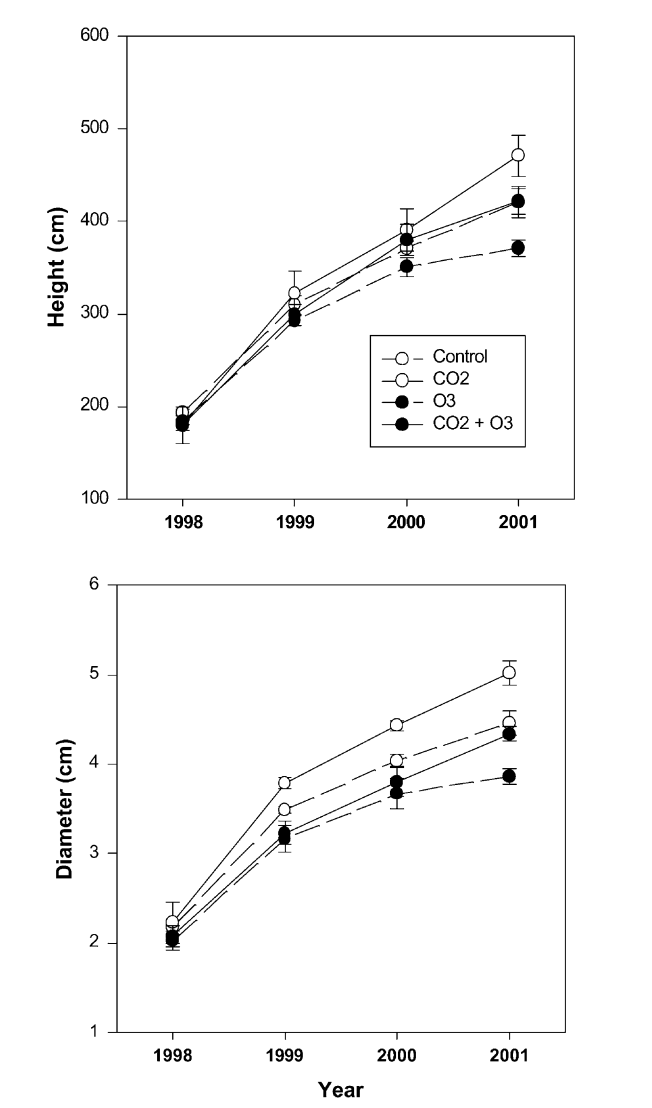 600
500
400
300
200
100
Height (cm)
Control
CO2
O3
CO2 + O3
1998 1999 2000 2001
6
5
4
3
2
1
Diameter (cm)
1998 1999 2000 2001
Year